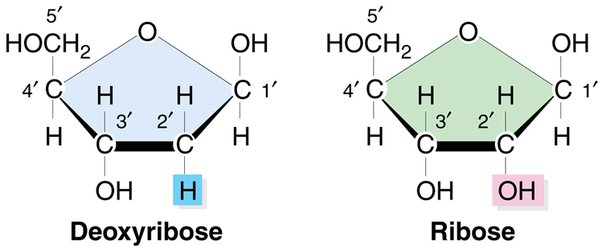 5′
HOCH₂ O OH
4′ C C 1′
H H H H
3′ 2′
C C
OH H
Deoxyribose
5′
HOCH₂ O OH
4′ C C 1′
H H H H
3′ 2′
C C
OH OH
Ribose